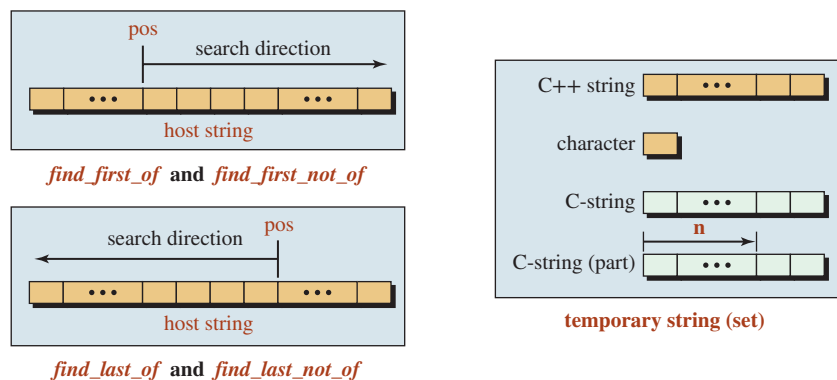 pos
search direction
host string
find_first_of and find_first_not_of
pos
search direction
host string
find_last_of and find_last_not_of
C++ string
character
C-string
n
C-string (part)
temporary string (set)